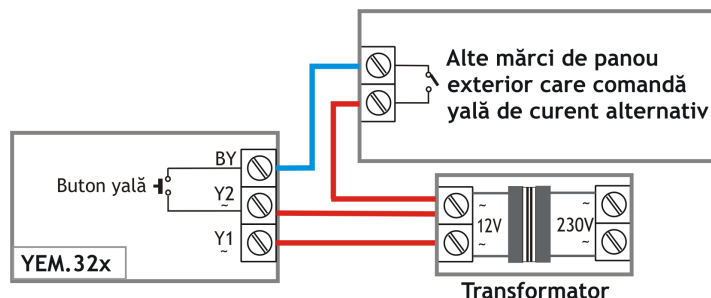 Alte mărci de panou
exterior care comandă
yală de curent alternativ
BY
Buton yală
Y2
~
Y1
~
YEM.32x
~
12V
~
~
230V
~
Transformator